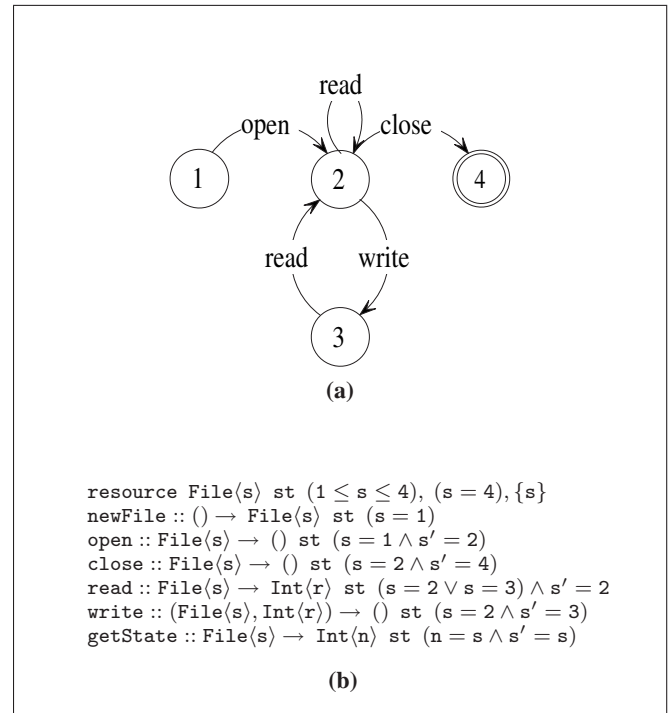 read
open
close
1
2
4
read
write
3
(a)
resource File⟨s⟩ st (1 ≤ s ≤ 4), (s = 4), {s}
newFile :: () → File⟨s⟩ st (s = 1)
open :: File⟨s⟩ → () st (s = 1 ∧ s′ = 2)
close :: File⟨s⟩ → () st (s = 2 ∧ s′ = 4)
read :: File⟨s⟩ → Int⟨r⟩ st (s = 2 ∨ s = 3) ∧ s′ = 2
write :: (File⟨s⟩, Int⟨r⟩) → () st (s = 2 ∧ s′ = 3)
getState :: File⟨s⟩ → Int⟨n⟩ st (n = s ∧ s′ = s)
(b)